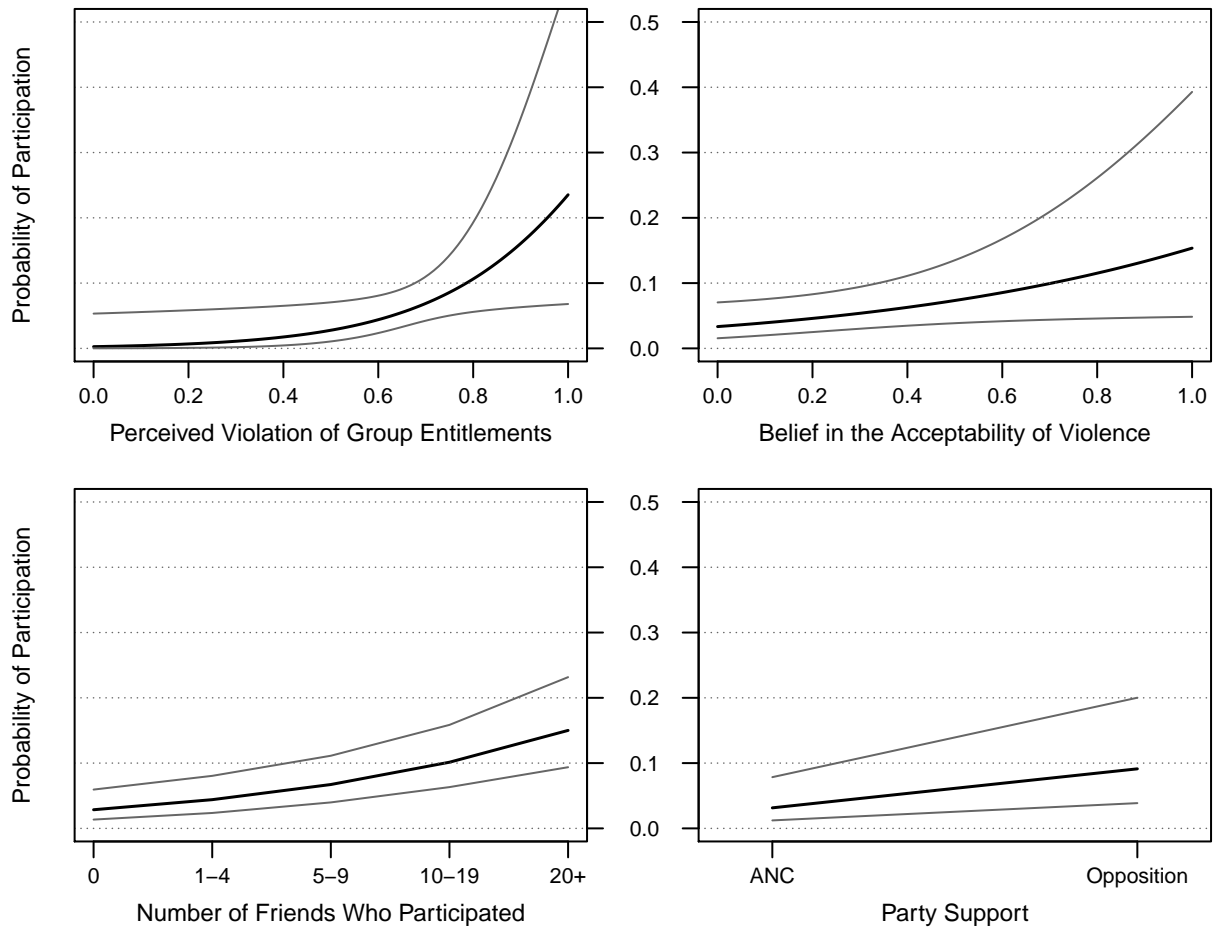 Probability of Participation
0.5
0.4
0.3
0.2
0.1
0.0
0.0 0.2 0.4 0.6 0.8 1.0
Perceived Violation of Group Entitlements
0.0 0.2 0.4 0.6 0.8 1.0
Belief in the Acceptability of Violence
Probability of Participation
0.5
0.4
0.3
0.2
0.1
0.0
0 1–4 5–9 10–19 20+
Number of Friends Who Participated
ANC Opposition
Party Support